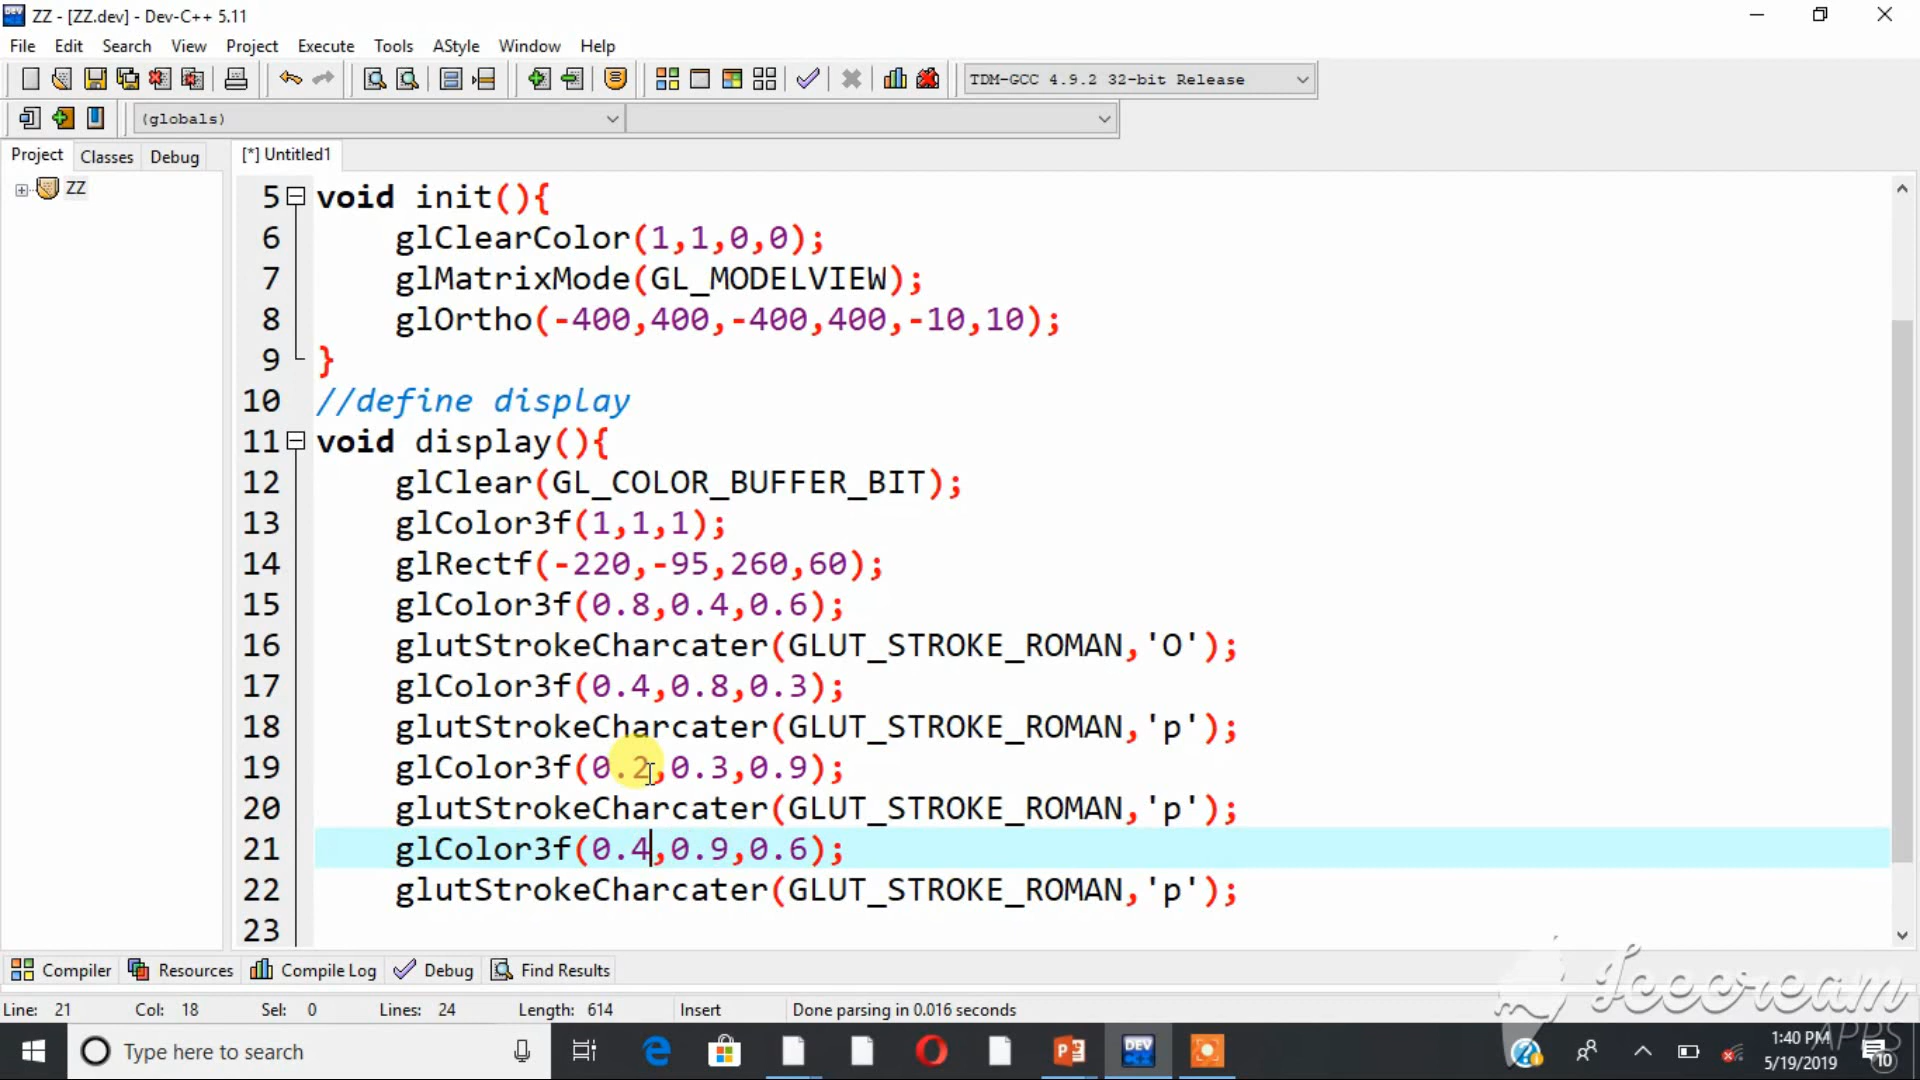 ZZ - [ZZ.dev] - Dev-C++ 5.11
File Edit Search View Project Execute Tools AStyle Window Help
TDM-GCC 4.9.2 32-bit Release
(globals)
Project Classes Debug [*] Untitled1
ZZ
5 void init(){
6 glClearColor(1,1,0,0);
7 glMatrixMode(GL_MODELVIEW);
8 glOrtho(-400,400,-400,400,-10,10);
9 }
10 //define display
11 void display(){
12 glClear(GL_COLOR_BUFFER_BIT);
13 glColor3f(1,1,1);
14 glRectf(-220,-95,260,60);
15 glColor3f(0.8,0.4,0.6);
16 glutStrokeCharcater(GLUT_STROKE_ROMAN,'O');
17 glColor3f(0.4,0.8,0.3);
18 glutStrokeCharcater(GLUT_STROKE_ROMAN,'p');
19 glColor3f(0.2,0.3,0.9);
20 glutStrokeCharcater(GLUT_STROKE_ROMAN,'p');
21 glColor3f(0.4,0.9,0.6);
22 glutStrokeCharcater(GLUT_STROKE_ROMAN,'p');
23
Compiler Resources Compile Log Debug Find Results
Icecream
APPS
Line: 21 Col: 18 Sel: 0 Lines: 24 Length: 614 Insert Done parsing in 0.016 seconds
Type here to search
DEV
1:40 PM
5/19/2019
10